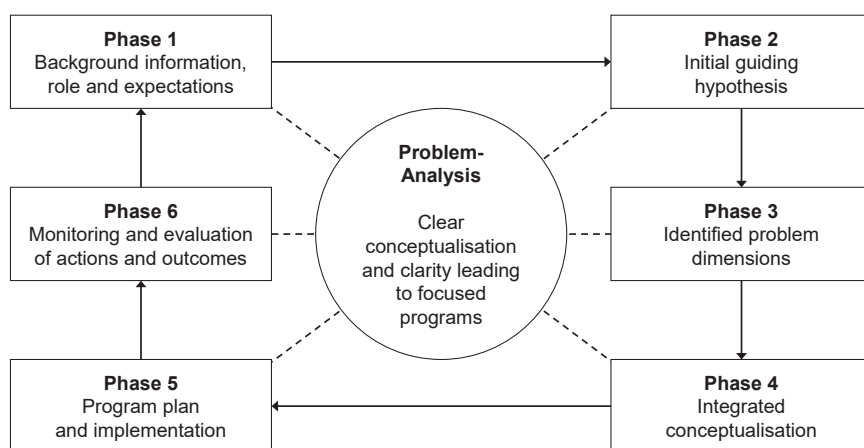 Phase 1
Background information,
role and expectations
Phase 2
Initial guiding
hypothesis
Problem-
Analysis
Clear
conceptualisation
and clarity leading
to focused
programs
Phase 6
Monitoring and evaluation
of actions and outcomes
Phase 3
Identified problem
dimensions
Phase 5
Program plan
and implementation
Phase 4
Integrated
conceptualisation